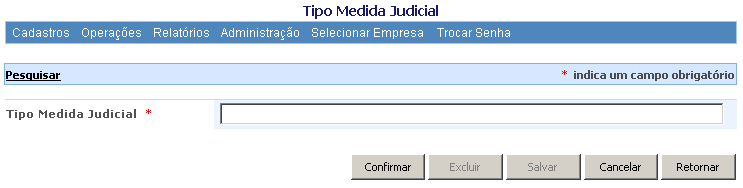 Tipo Medida Judicial
Cadastros Operações Relatórios Administração Selecionar Empresa Trocar Senha
Pesquisar * indica um campo obrigatório
Tipo Medida Judicial *
Confirmar Excluir Salvar Cancelar Retornar